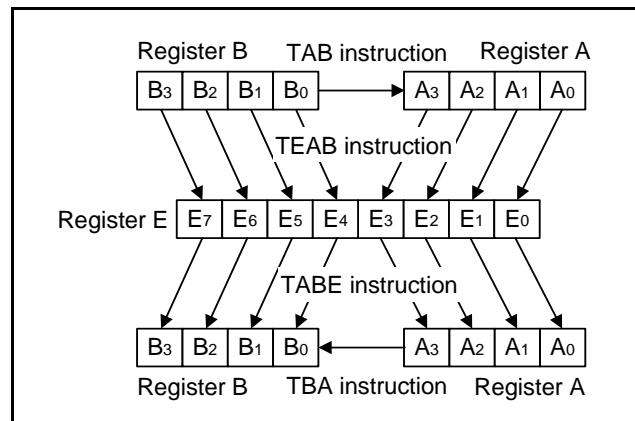 Register B TAB instruction Register A
B3 B2 B1 B0 A3 A2 A1 A0
TEAB instruction
Register E E7 E6 E5 E4 E3 E2 E1 E0
TABE instruction
B3 B2 B1 B0 A3 A2 A1 A0
Register B TBA instruction Register A